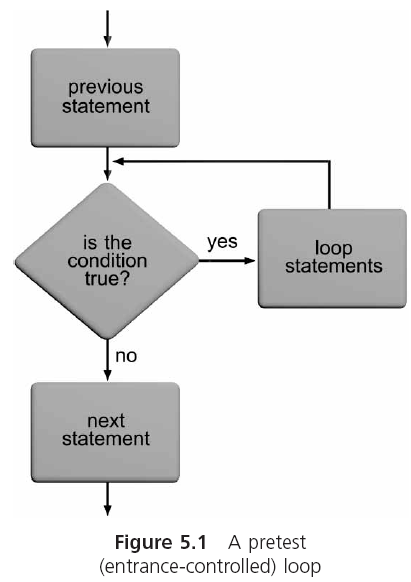 previous
statement
is the
condition
true?
yes
loop
statements
no
next
statement
Figure 5.1 A pretest
(entrance-controlled) loop